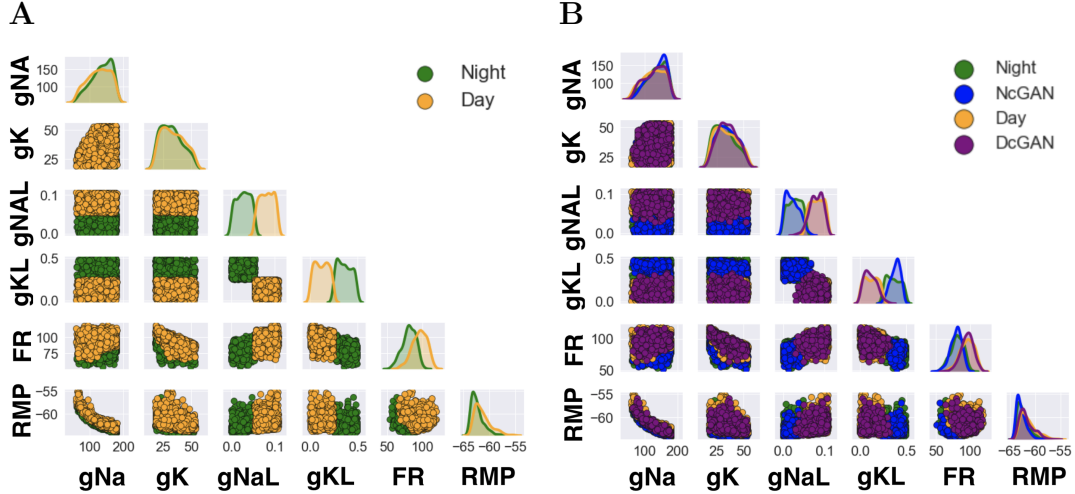 A
gNA
150
100
Night
Day
gK
50
25
gNAL
0.1
0.0
gKL
0.5
0.0
FR
100
75
RMP
−55
−60
100 200 25 50 0.0 0.1 0.0 0.5 50 100 −65 −60 −55
gNa gK gNaL gKL FR RMP
B
gNA
150
100
Night
NcGAN
Day
DcGAN
gK
50
25
gNAL
0.1
0.0
gKL
0.5
0.0
FR
100
50
RMP
−55
−60
100 200 25 50 0.0 0.1 0.0 0.5 50 100 −65 −60 −55
gNa gK gNaL gKL FR RMP